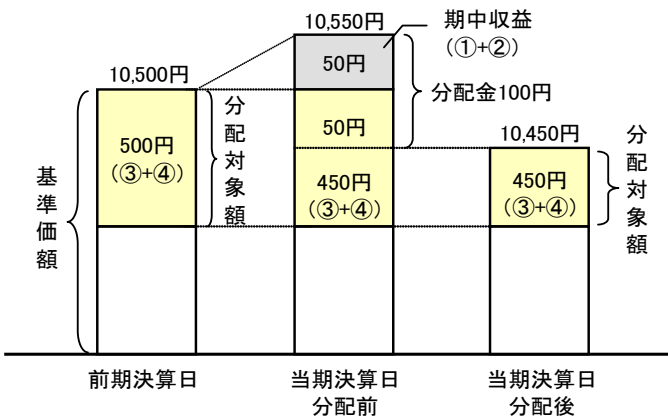 10,550円
期中収益
(①+②)
10,500円
50円
分配金100円
分配対象額
500円
(③+④)
50円
10,450円
分配対象額
基準価額
450円
(③+④)
450円
(③+④)
前期決算日
当期決算日
分配前
当期決算日
分配後